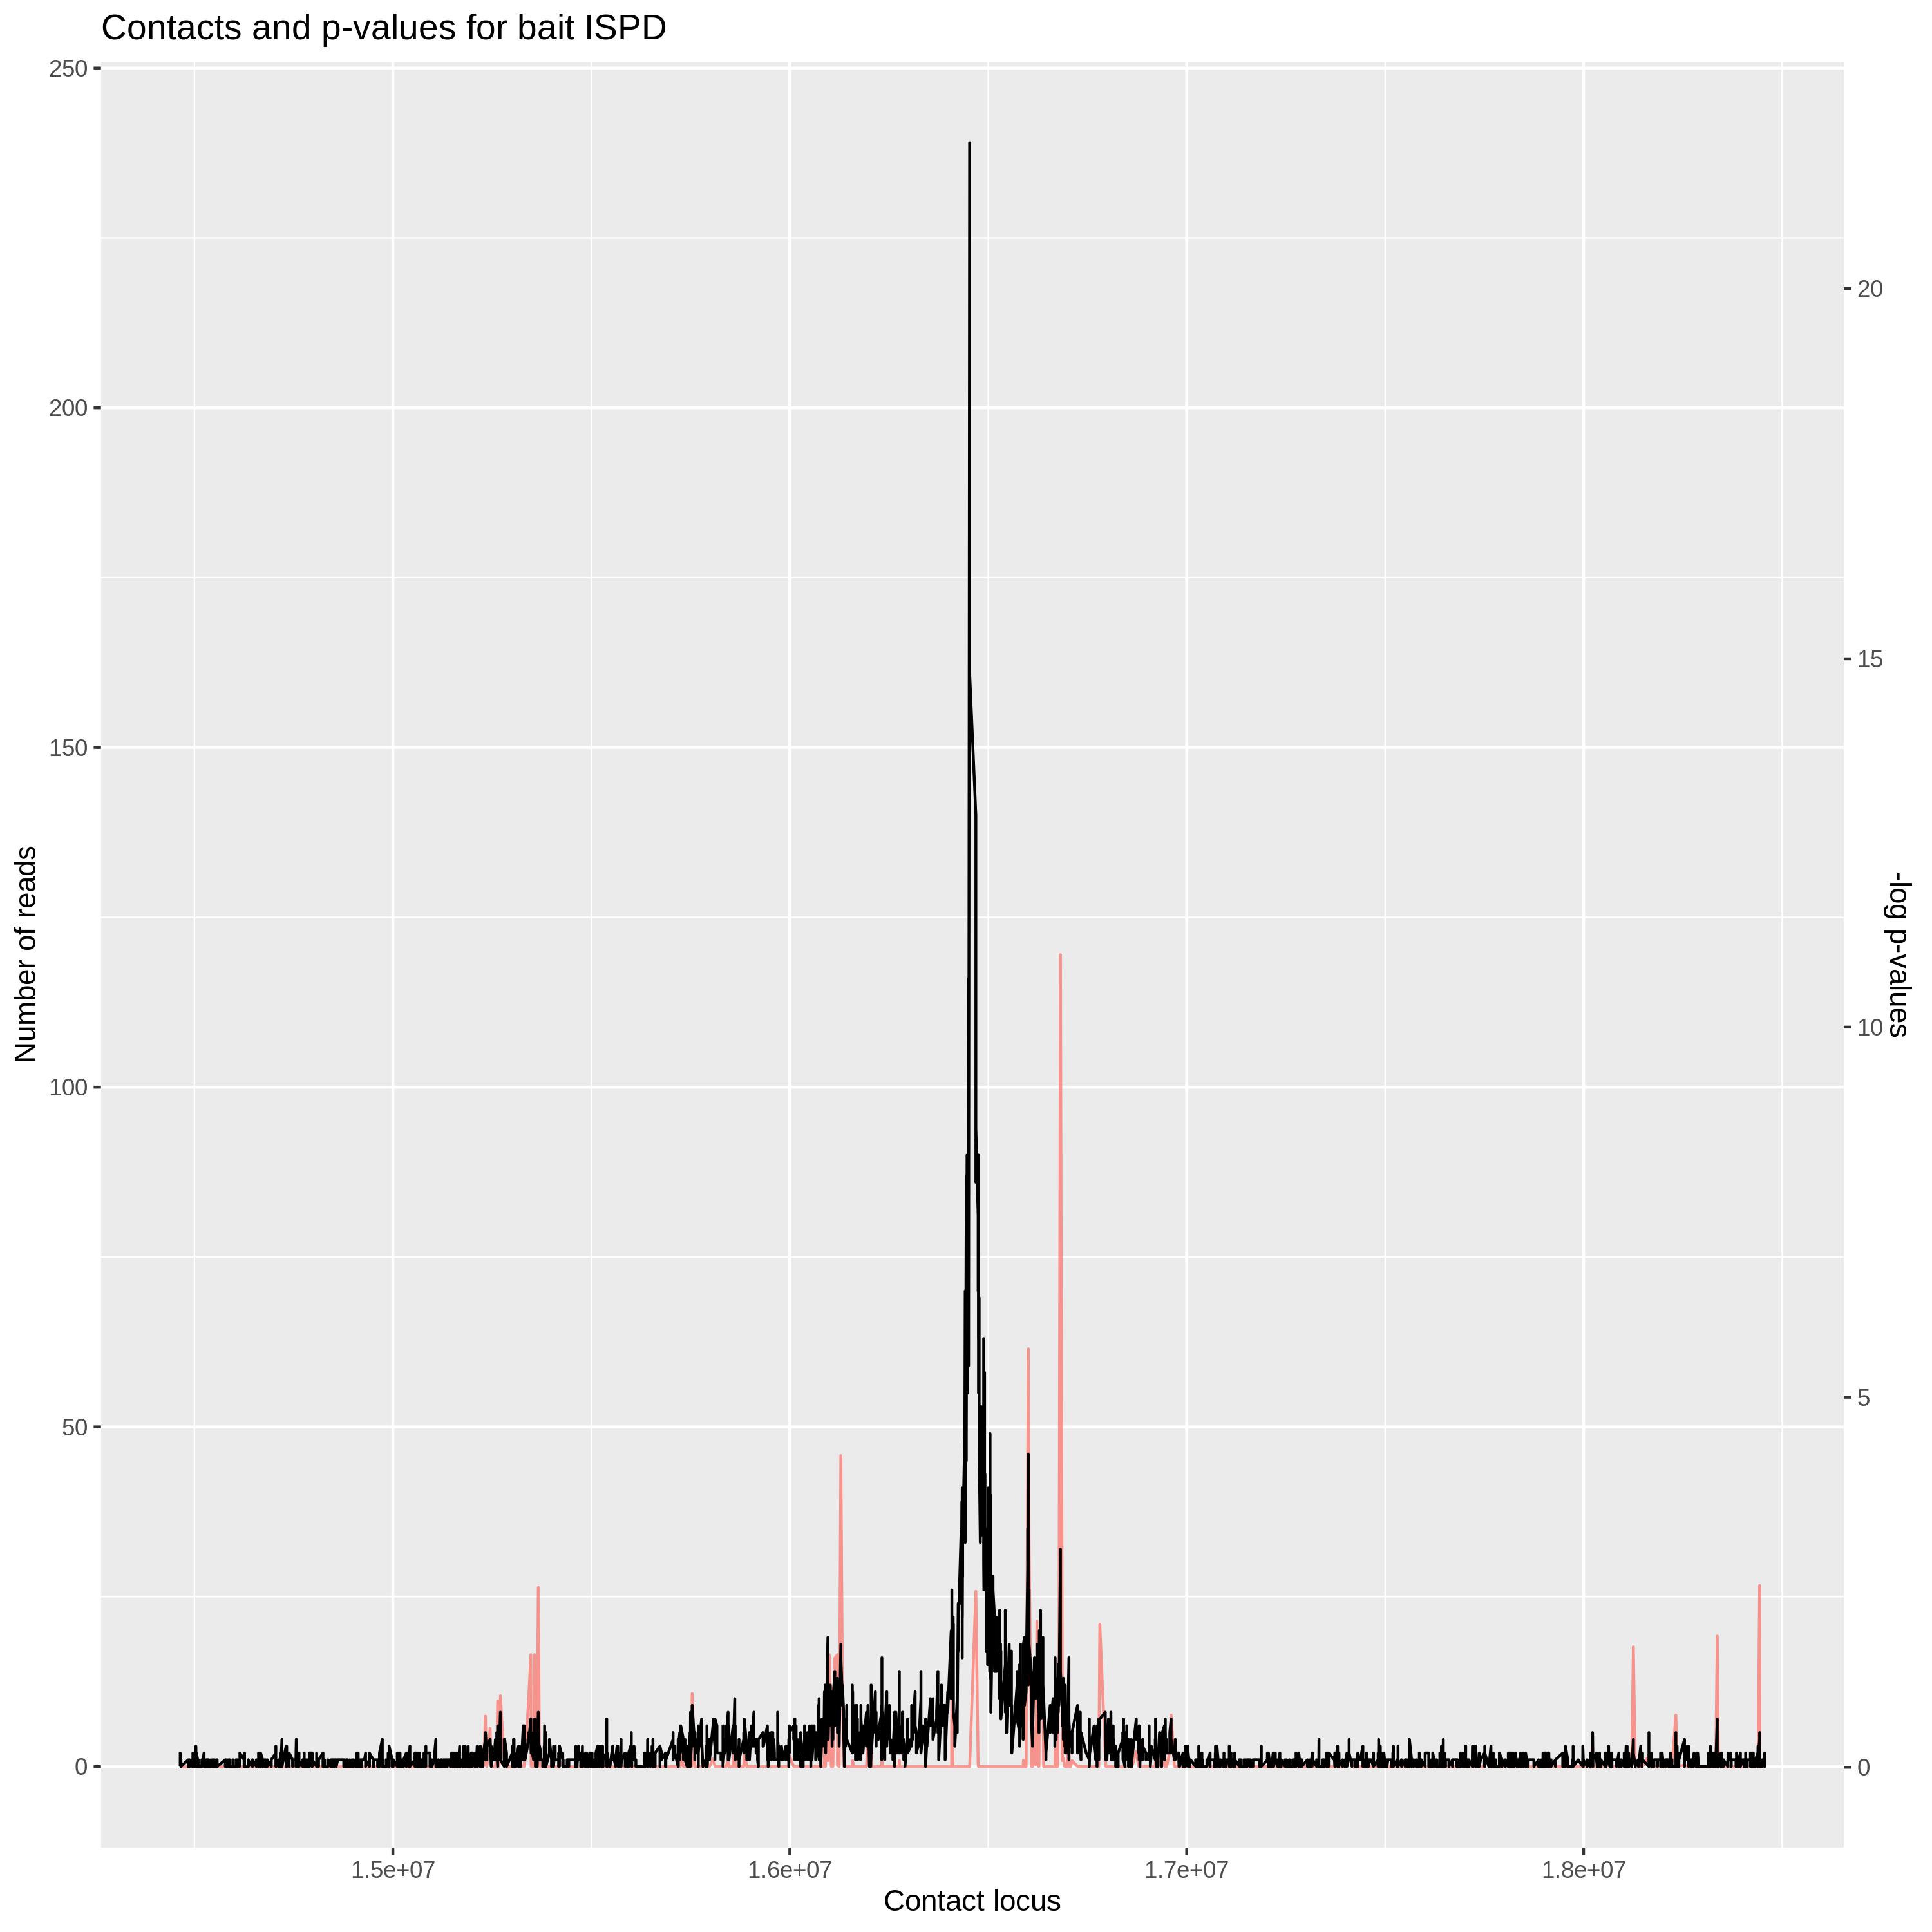 Contacts and p-values for bait ISPD
250
200
150
100
50
0
Number of reads
20
15
10
5
0
-log p-values
1.5e+07
1.6e+07
1.7e+07
1.8e+07
Contact locus